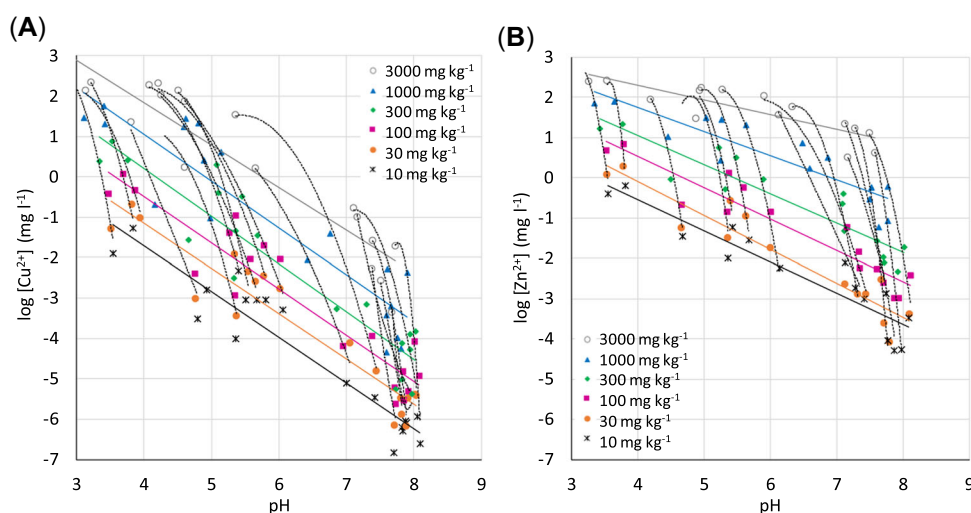 (A)
3
2
1
0
-1
-2
-3
-4
-5
-6
-7
log [Cu²⁺] (mg l⁻¹)
3 4 5 6 7 8 9
pH
3000 mg kg⁻¹
1000 mg kg⁻¹
300 mg kg⁻¹
100 mg kg⁻¹
30 mg kg⁻¹
10 mg kg⁻¹
(B)
3
2
1
0
-1
-2
-3
-4
-5
-6
-7
log [Zn²⁺] (mg l⁻¹)
3 4 5 6 7 8 9
pH
3000 mg kg⁻¹
1000 mg kg⁻¹
300 mg kg⁻¹
100 mg kg⁻¹
30 mg kg⁻¹
10 mg kg⁻¹